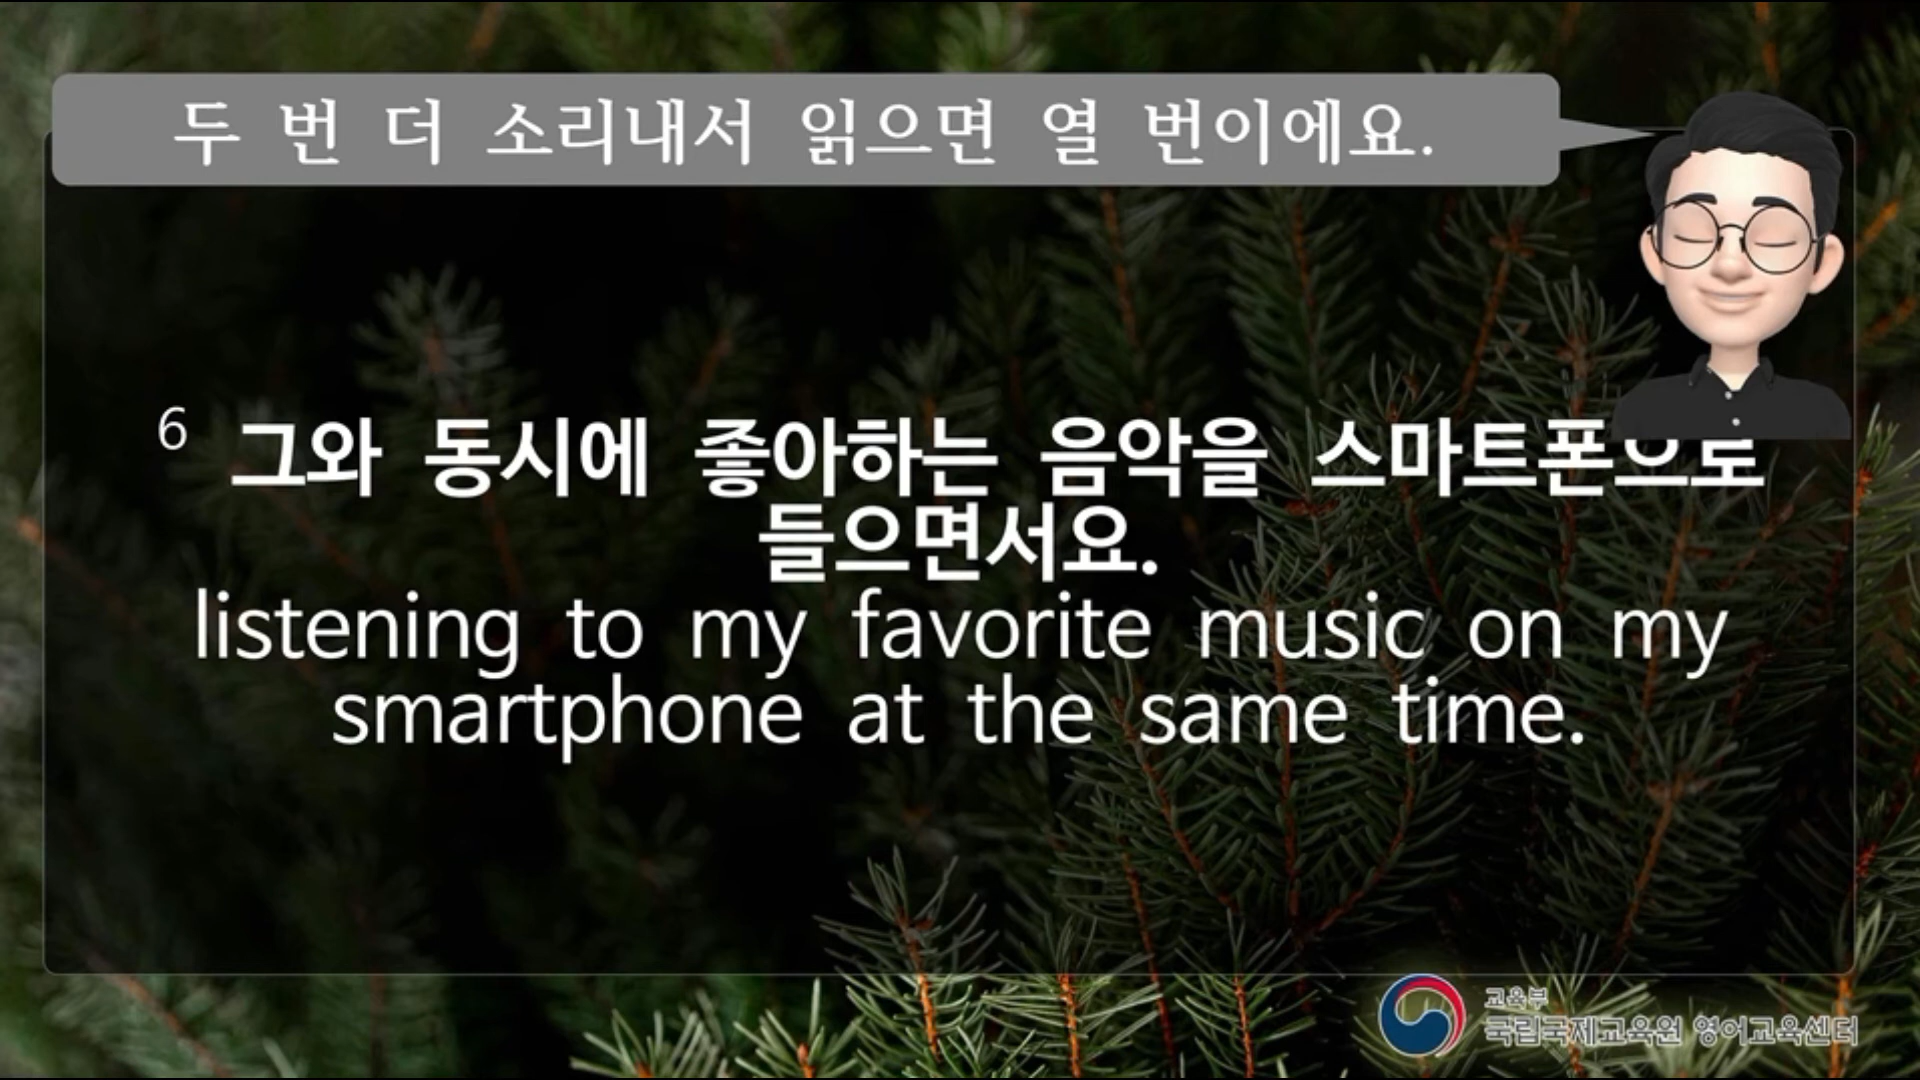 두 번 더 소리내서 읽으면 열 번이에요.
6 그와 동시에 좋아하는 음악을 스마트폰으로
들으면서요.
listening to my favorite music on my
smartphone at the same time.
교육부
국립국제교육원 영어교육센터